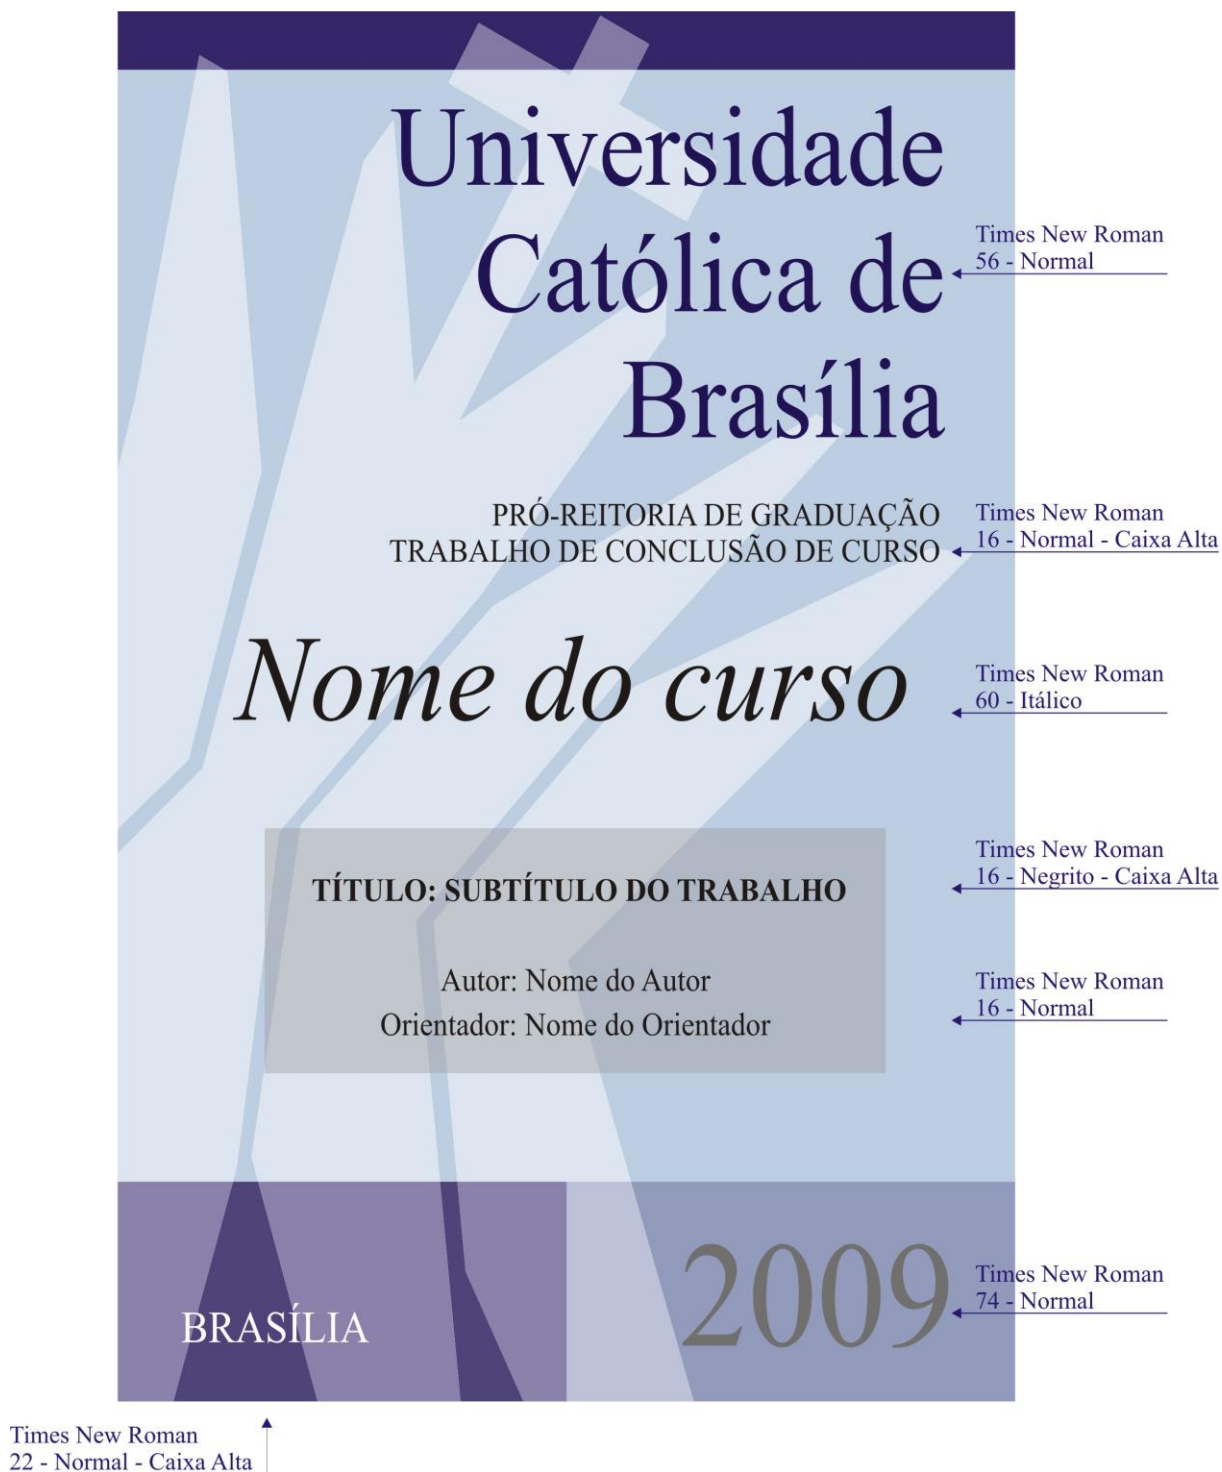 Universidade
Católica de
Brasília
Times New Roman
56 - Normal
PRÓ-REITORIA DE GRADUAÇÃO
TRABALHO DE CONCLUSÃO DE CURSO
Times New Roman
16 - Normal - Caixa Alta
Nome do curso
Times New Roman
60 - Itálico
TÍTULO: SUBTÍTULO DO TRABALHO
Times New Roman
16 - Negrito - Caixa Alta
Autor: Nome do Autor
Orientador: Nome do Orientador
Times New Roman
16 - Normal
BRASÍLIA
2009
Times New Roman
74 - Normal
Times New Roman
22 - Normal - Caixa Alta